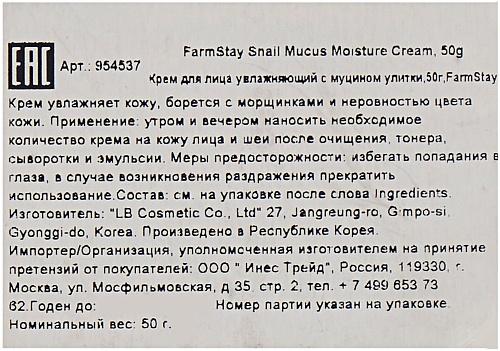 FarmStay Snail Mucus Moisture Cream, 50g
EAC Арт.: 954537
Крем для лица увлажняющий с муцином улитки,50г,FarmStay
Крем увлажняет кожу, борется с морщинками и неровностью цвета
кожи. Применение: утром и вечером наносить необходимое
количество крема на кожу лица и шеи после очищения, тонера,
сыворотки и эмульсии. Меры предосторожности: избегать попадания в
глаза, в случае возникновения раздражения прекратить
использование.Состав: см. на упаковке после слова Ingredients.
Изготовитель: "LB Cosmetic Co., Ltd" 27, Jangreung-ro, Gimpo-si,
Gyonggi-do, Korea. Произведено в Республике Корея.
Импортер/Организация, уполномоченная изготовителем на принятие
претензий от покупателей: ООО " Инес Трейд", Россия, 119330, г.
Москва, ул. Мосфильмовская, д 35. стр. 2, тел. + 7 499 653 73
62.Годен до: Номер партии указан на упаковке.
Номинальный вес: 50 г.